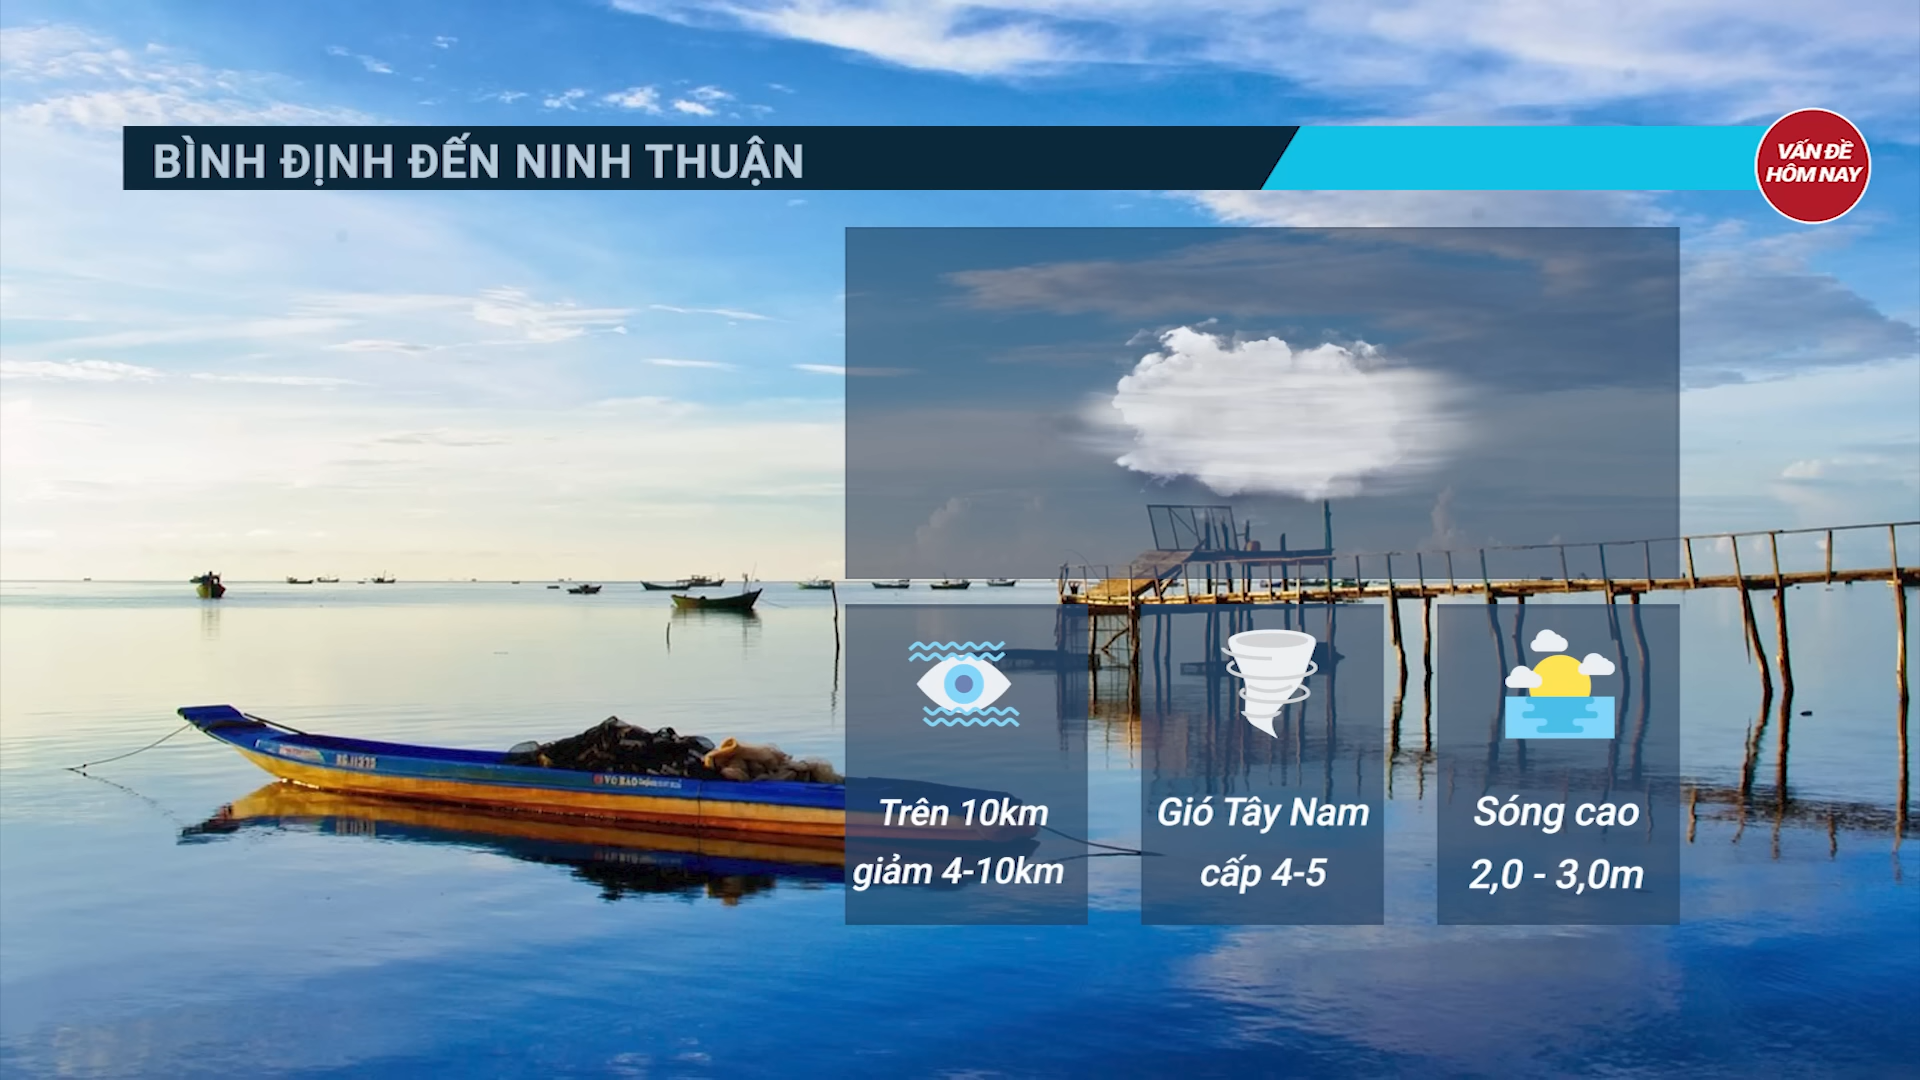 BÌNH ĐỊNH ĐẾN NINH THUẬN
VẤN ĐỀ
HÔM NAY
Trên 10km
giảm 4-10km
Gió Tây Nam
cấp 4-5
Sóng cao
2,0 - 3,0m